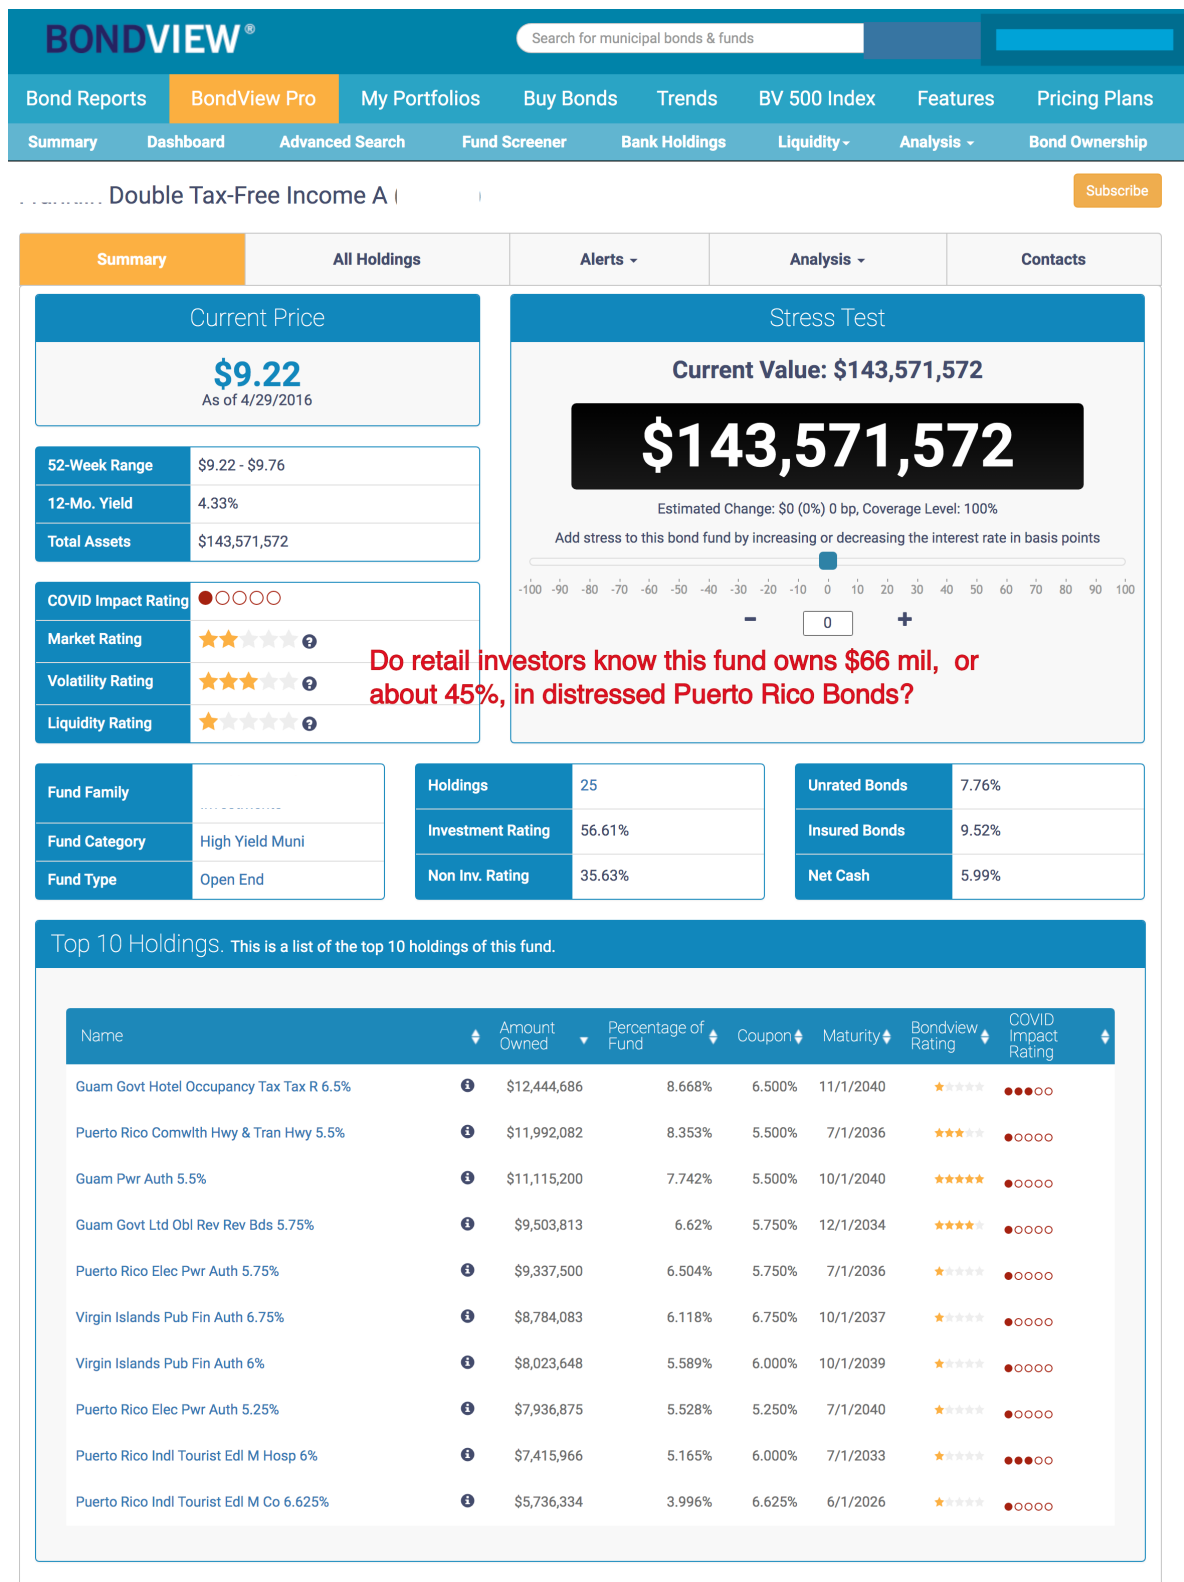 BONDVIEW®
Search for municipal bonds & funds
Bond Reports BondView Pro My Portfolios Buy Bonds Trends BV 500 Index Features Pricing Plans
Summary Dashboard Advanced Search Fund Screener Bank Holdings Liquidity Analysis Bond Ownership
Double Tax-Free Income A (
Subscribe
Summary All Holdings Alerts Analysis Contacts
Current Price
$9.22
As of 4/29/2016
52-Week Range $9.22 - $9.76
12-Mo. Yield 4.33%
Total Assets $143,571,572
COVID Impact Rating
Market Rating ?
Volatility Rating ?
Liquidity Rating ?
Stress Test
Current Value: $143,571,572
$143,571,572
Estimated Change: $0 (0%) 0 bp, Coverage Level: 100%
Add stress to this bond fund by increasing or decreasing the interest rate in basis points
-100 -90 -80 -70 -60 -50 -40 -30 -20 -10 0 10 20 30 40 50 60 70 80 90 100
− 0 +
Do retail investors know this fund owns $66 mil, or
about 45%, in distressed Puerto Rico Bonds?
Fund Family
Fund Category High Yield Muni
Fund Type Open End
Holdings 25
Investment Rating 56.61%
Non Inv. Rating 35.63%
Unrated Bonds 7.76%
Insured Bonds 9.52%
Net Cash 5.99%
Top 10 Holdings. This is a list of the top 10 holdings of this fund.
Name Amount Owned Percentage of Fund Coupon Maturity Bondview Rating COVID Impact Rating
Guam Govt Hotel Occupancy Tax Tax R 6.5% $12,444,686 8.668% 6.500% 11/1/2040
Puerto Rico Comwlth Hwy & Tran Hwy 5.5% $11,992,082 8.353% 5.500% 7/1/2036
Guam Pwr Auth 5.5% $11,115,200 7.742% 5.500% 10/1/2040
Guam Govt Ltd Obl Rev Rev Bds 5.75% $9,503,813 6.62% 5.750% 12/1/2034
Puerto Rico Elec Pwr Auth 5.75% $9,337,500 6.504% 5.750% 7/1/2036
Virgin Islands Pub Fin Auth 6.75% $8,784,083 6.118% 6.750% 10/1/2037
Virgin Islands Pub Fin Auth 6% $8,023,648 5.589% 6.000% 10/1/2039
Puerto Rico Elec Pwr Auth 5.25% $7,936,875 5.528% 5.250% 7/1/2040
Puerto Rico Indl Tourist Edl M Hosp 6% $7,415,966 5.165% 6.000% 7/1/2033
Puerto Rico Indl Tourist Edl M Co 6.625% $5,736,334 3.996% 6.625% 6/1/2026